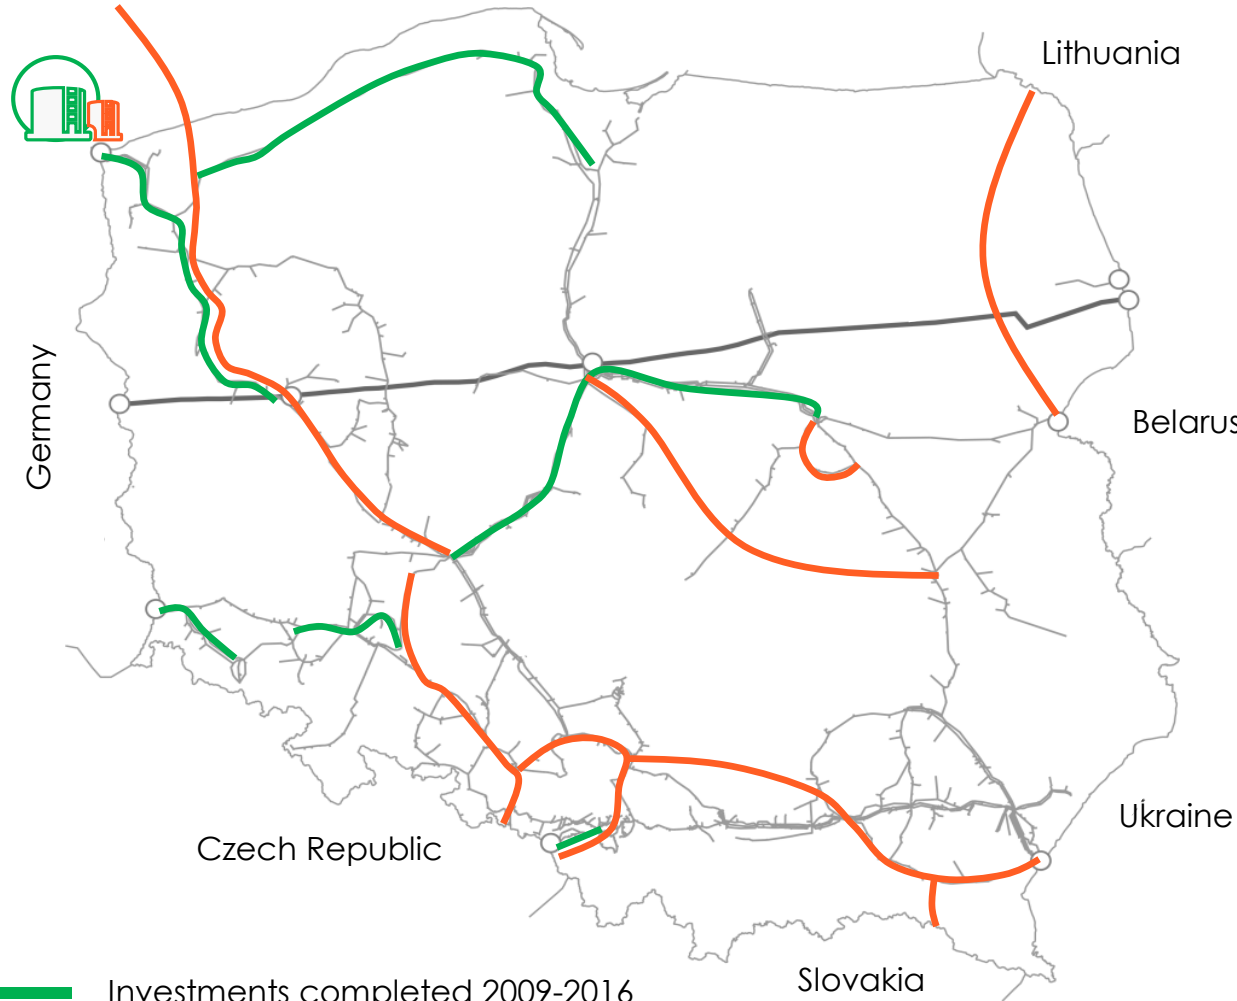 Lithuania
Germany
Belarus
Ukraine
Czech Republic
Slovakia
Investments completed 2009-2016